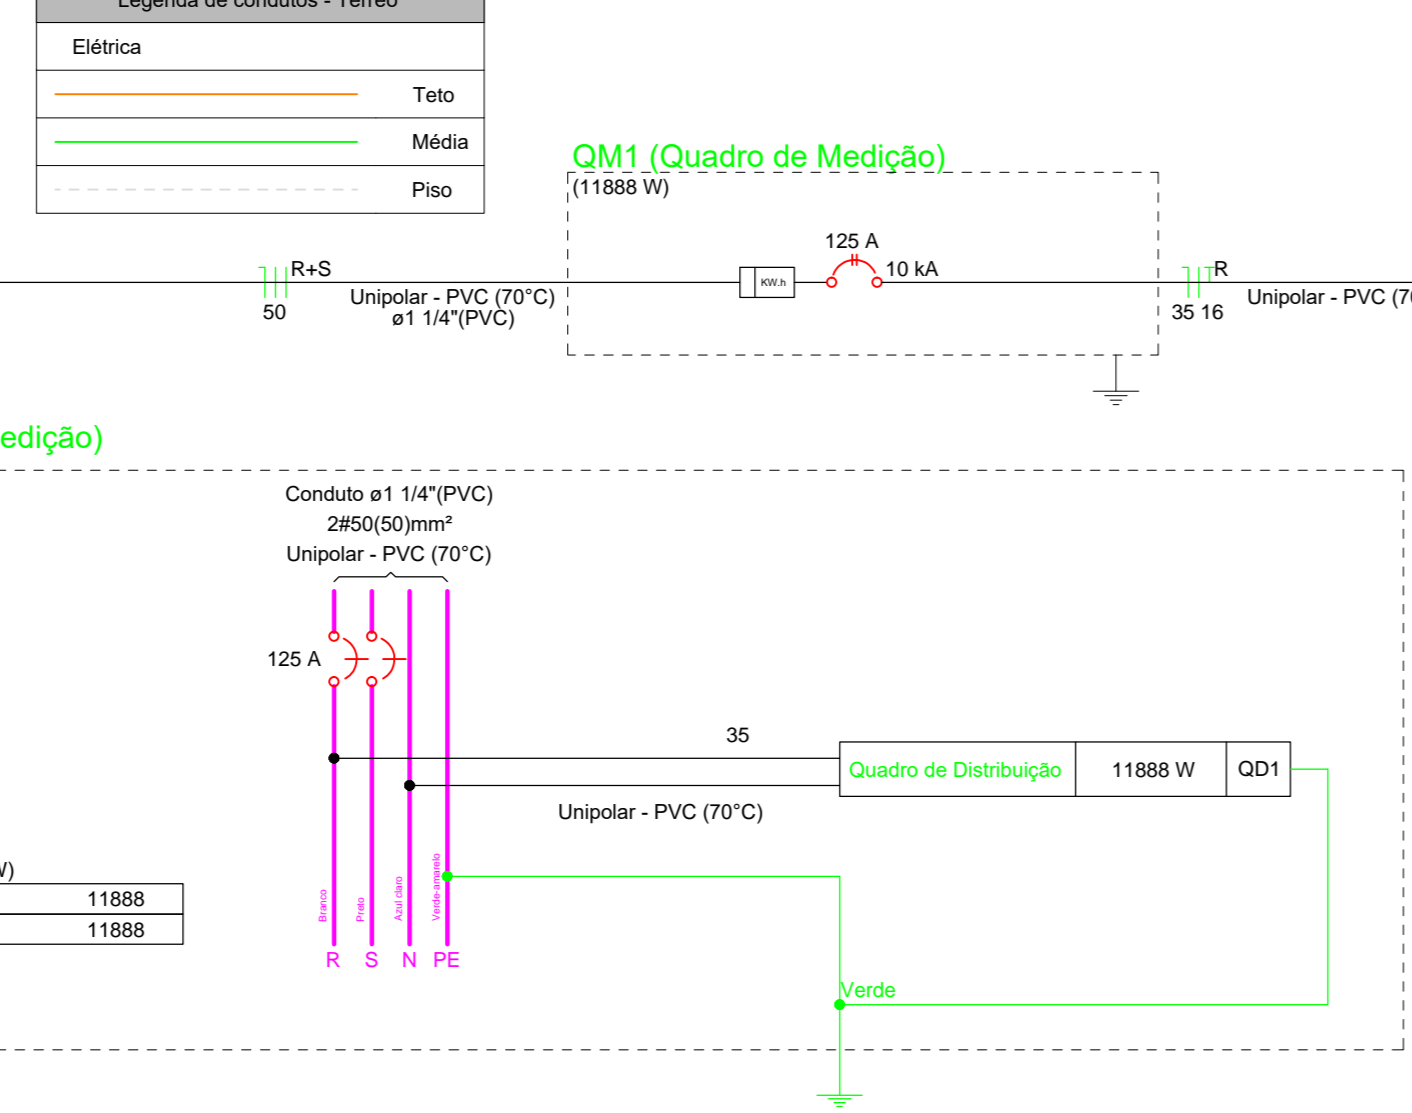 Legenda de condutos - Térreo
Elétrica
Teto
Média
Piso
QM1 (Quadro de Medição)
(11888 W)
125 A
10 kA
KW.h
R+S
50
Unipolar - PVC (70°C)
ø1 1/4"(PVC)
R
35 16
Unipolar - PVC (70
edição)
Conduto ø1 1/4"(PVC)
2#50(50)mm²
Unipolar - PVC (70°C)
125 A
35
Quadro de Distribuição
11888 W
QD1
Unipolar - PVC (70°C)
W)
11888
11888
Branco
Preto
Azul claro
Verde-amarelo
R S N PE
Verde